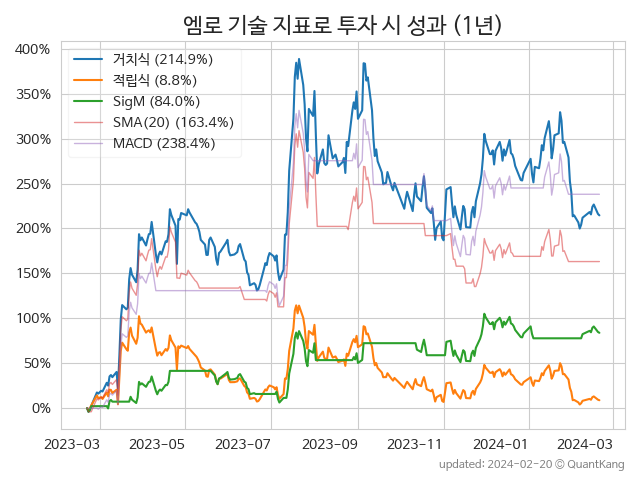 엠로 기술 지표로 투자 시 성과 (1년)
400%
350%
300%
250%
200%
150%
100%
50%
0%
거치식 (214.9%)
적립식 (8.8%)
SigM (84.0%)
SMA(20) (163.4%)
MACD (238.4%)
2023-03 2023-05 2023-07 2023-09 2023-11 2024-01 2024-03
updated: 2024-02-20 © QuantKang